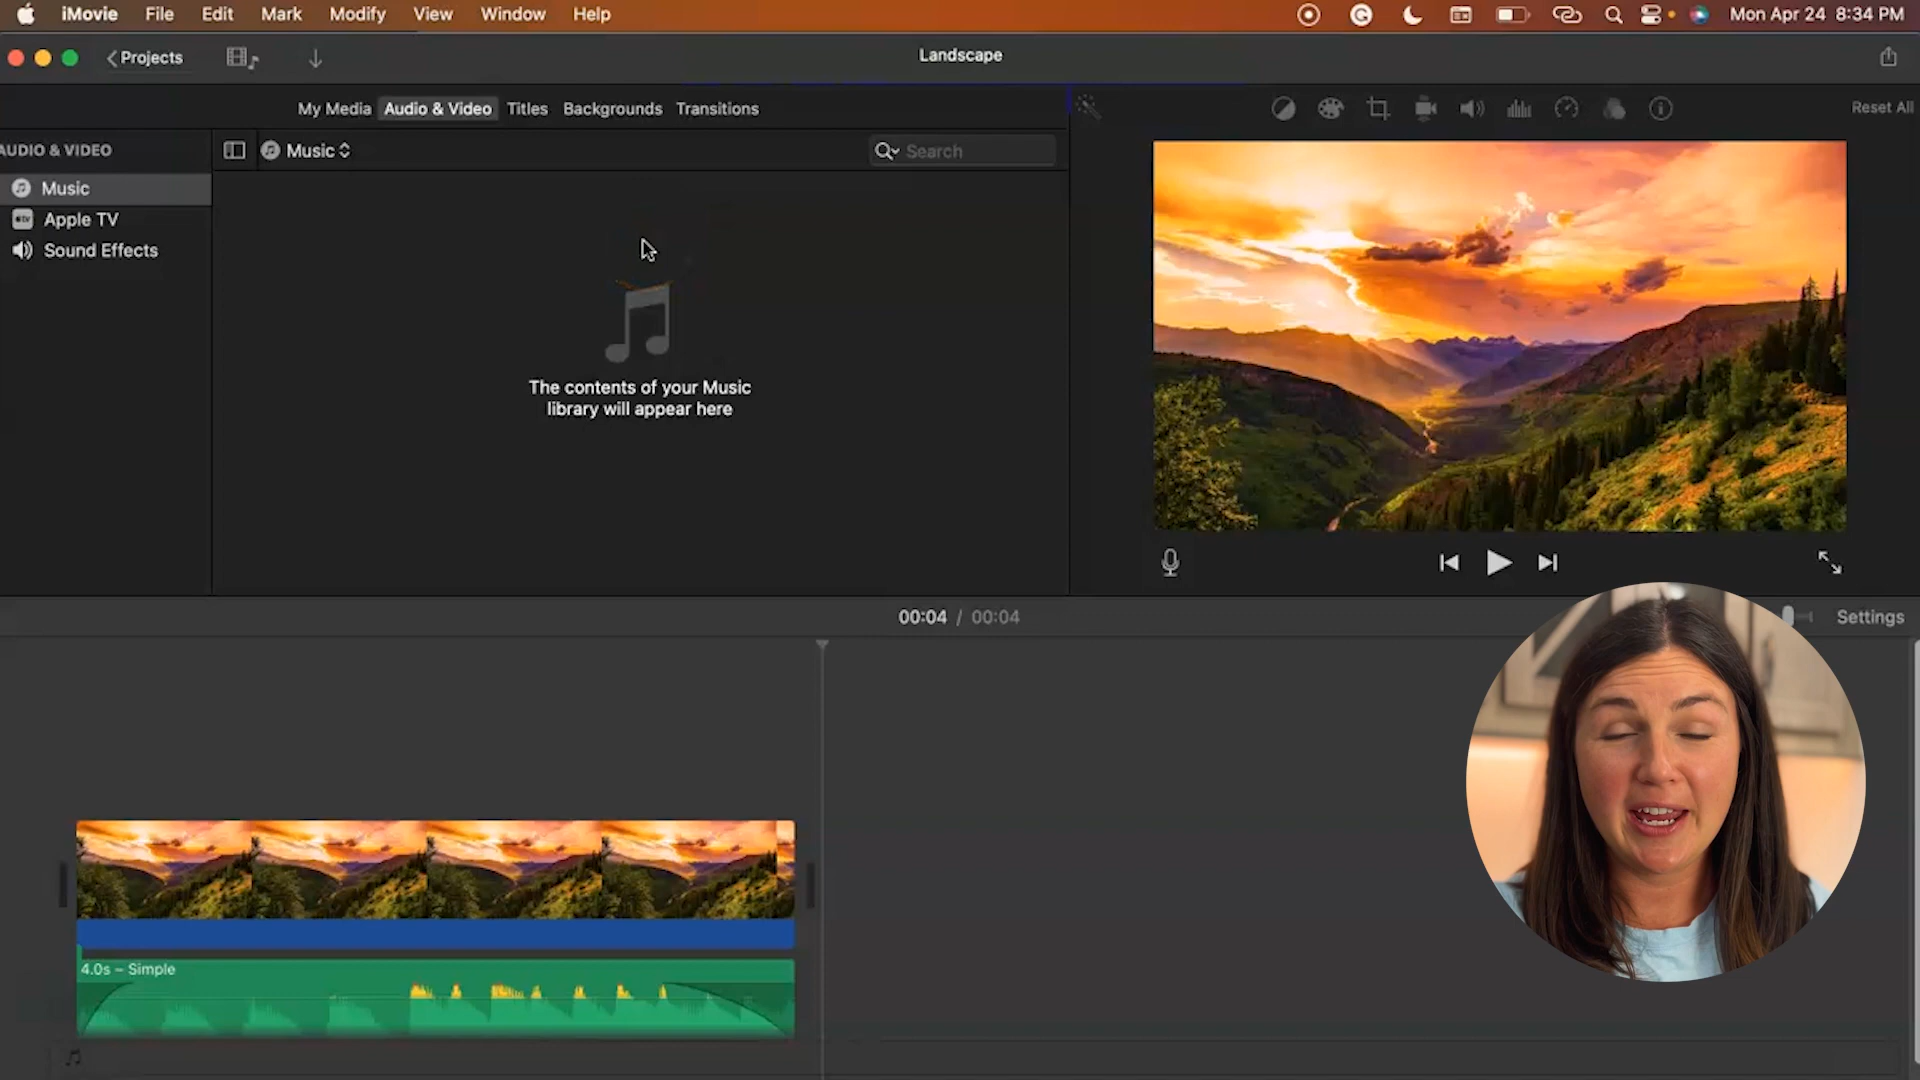 iMovie File Edit Mark Modify View Window Help Mon Apr 24 8:34 PM
Projects Landscape
My Media Audio & Video Titles Backgrounds Transitions Reset All
AUDIO & VIDEO Music Search
Music
Apple TV
Sound Effects
The contents of your Music
library will appear here
00:04 / 00:04 Settings
4.0s – Simple